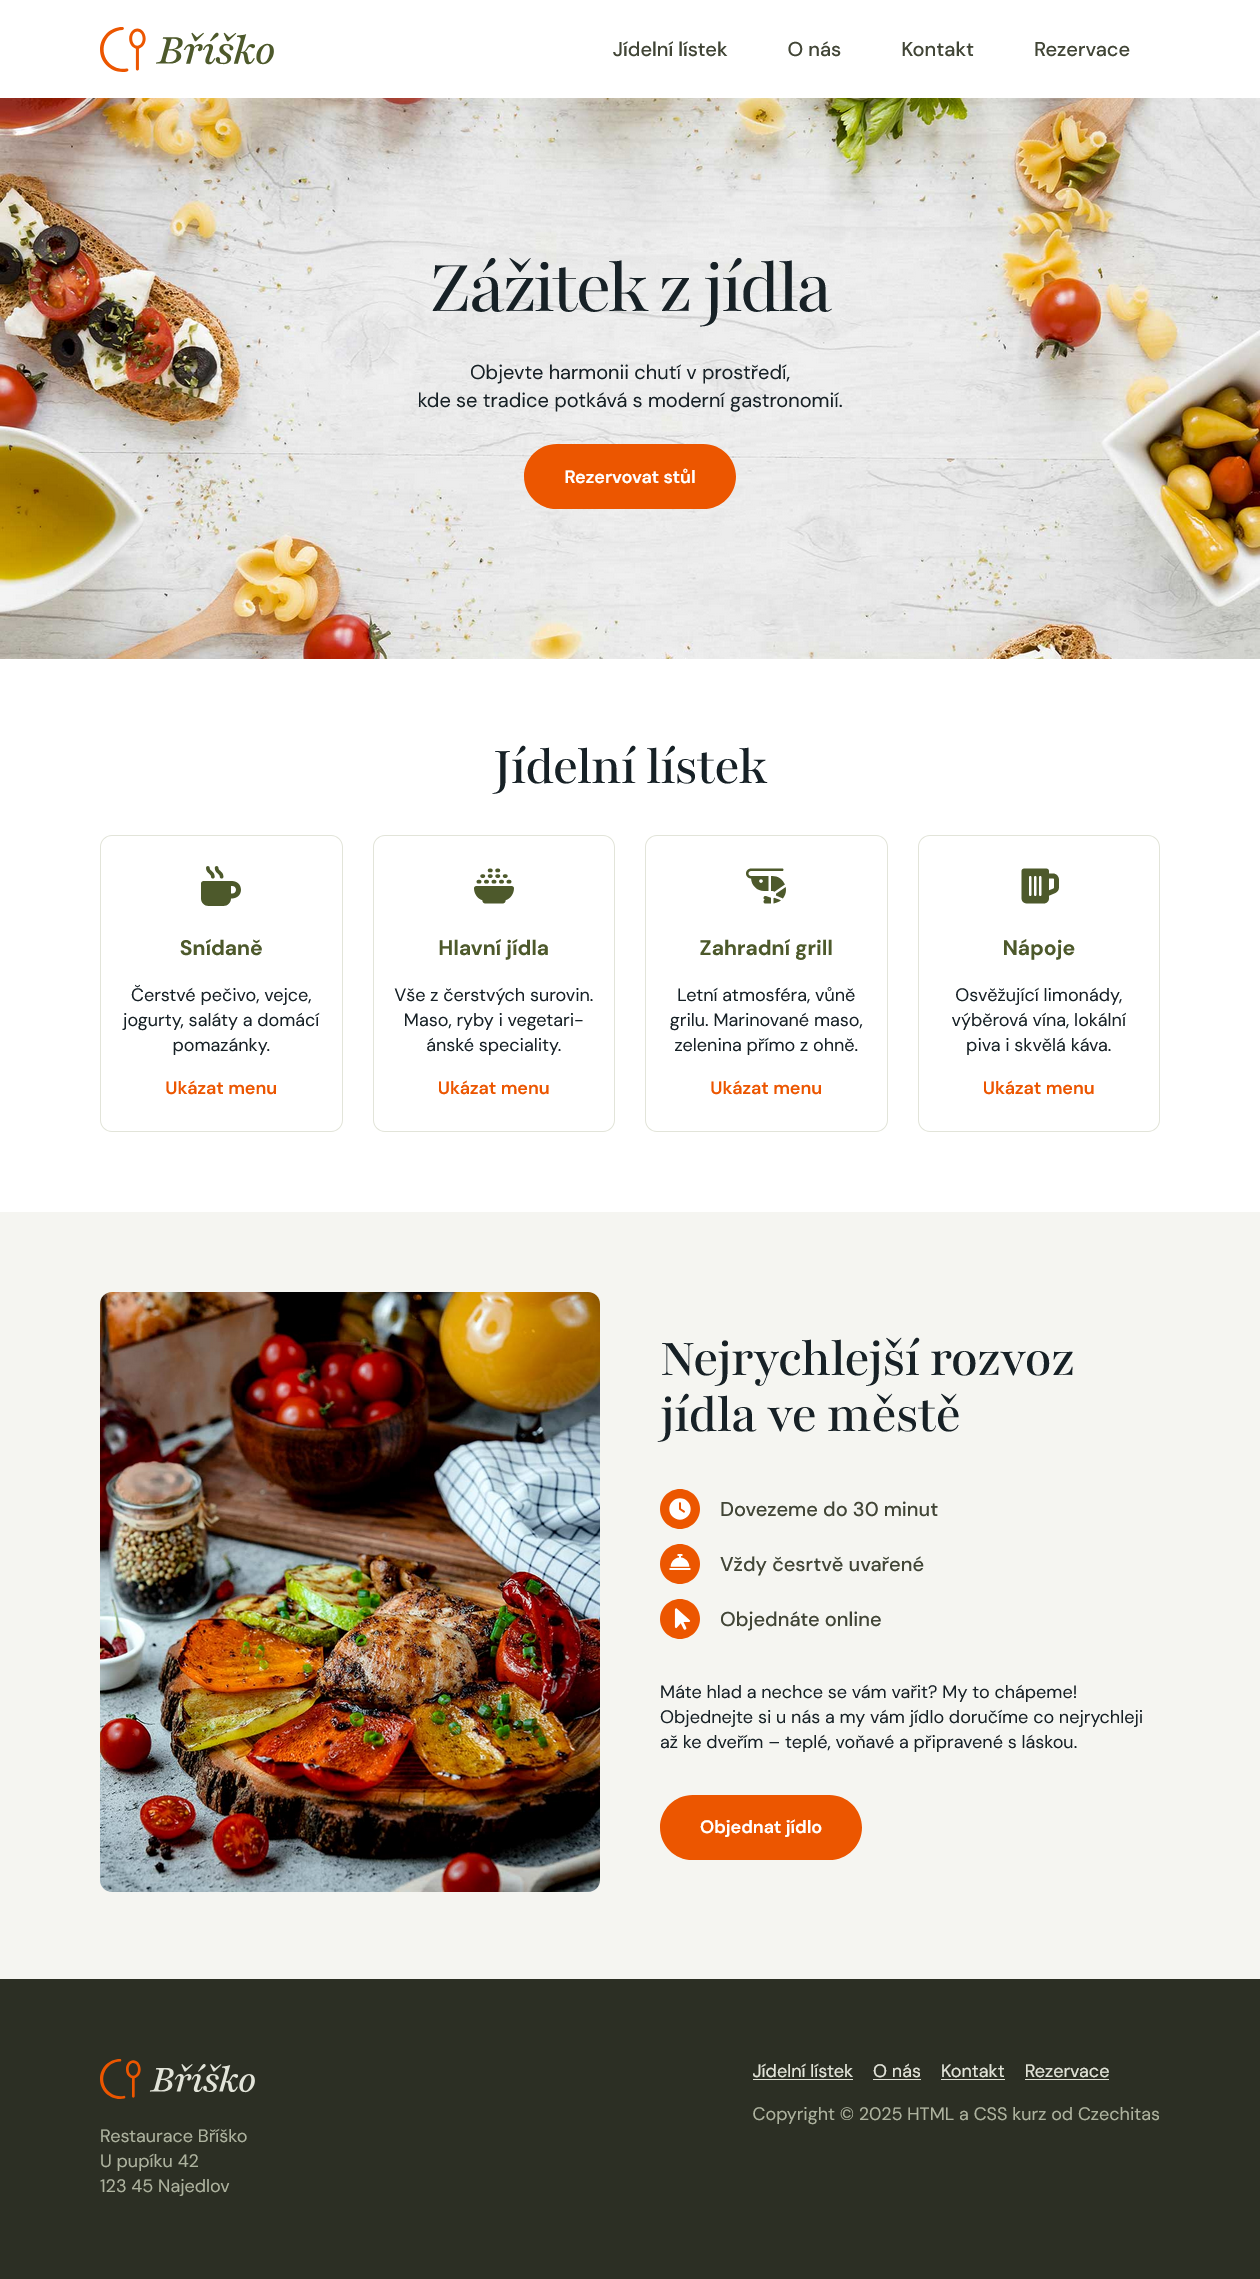 Bříško
Jídelní lístek
O nás
Kontakt
Rezervace
Zážitek z jídla
Objevte harmonii chutí v prostředí,
kde se tradice potkává s moderní gastronomií.
Rezervovat stůl
Jídelní lístek
Snídaně
Čerstvé pečivo, vejce,
jogurty, saláty a domácí
pomazánky.
Ukázat menu
Hlavní jídla
Vše z čerstvých surovin.
Maso, ryby i vegetari-
ánské speciality.
Ukázat menu
Zahradní grill
Letní atmosféra, vůně
grilu. Marinované maso,
zelenina přímo z ohně.
Ukázat menu
Nápoje
Osvěžující limonády,
výběrová vína, lokální
piva i skvělá káva.
Ukázat menu
Nejrychlejší rozvoz
jídla ve městě
Dovezeme do 30 minut
Vždy česrtvě uvařené
Objednáte online
Máte hlad a nechce se vám vařit? My to chápeme!
Objednejte si u nás a my vám jídlo doručíme co nejrychleji
až ke dveřím – teplé, voňavé a připravené s láskou.
Objednat jídlo
Bříško
Restaurace Bříško
U pupíku 42
123 45 Najedlov
Jídelní lístek
O nás
Kontakt
Rezervace
Copyright © 2025 HTML a CSS kurz od Czechitas